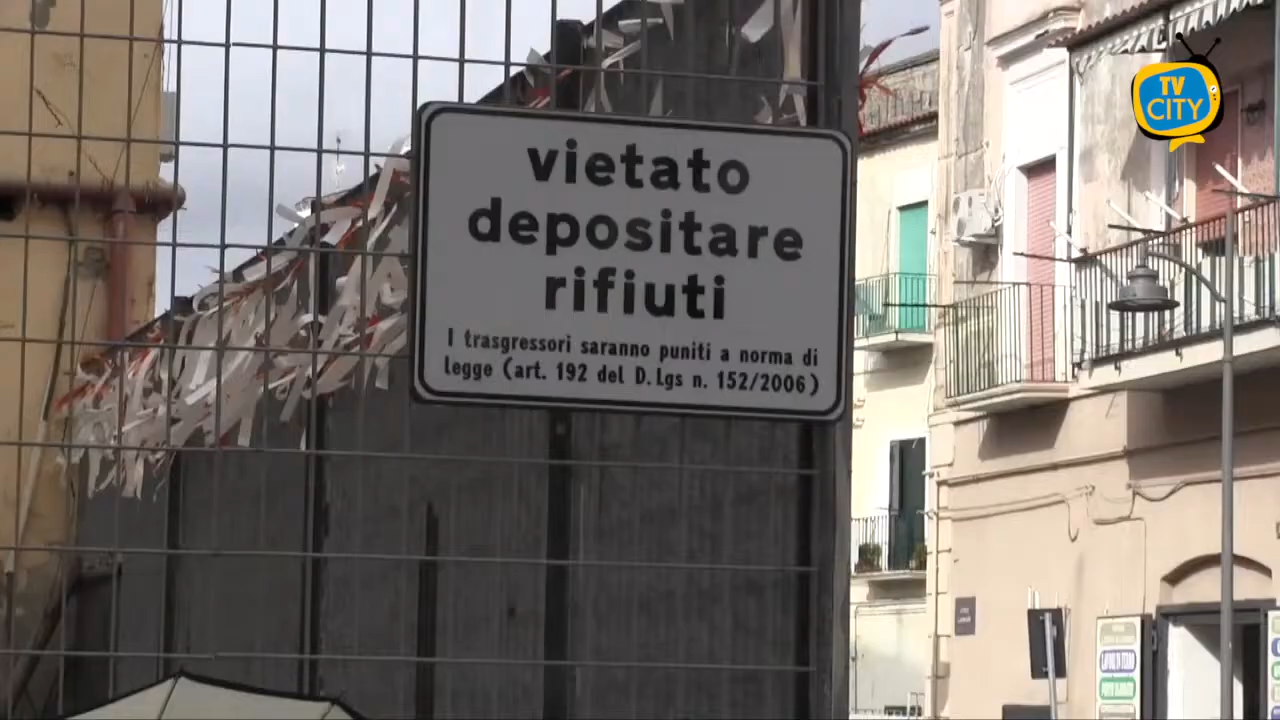 TV
CITY
vietato
depositare
rifiuti
I trasgressori saranno puniti a norma di
legge (art. 192 del D.Lgs n. 152/2006)